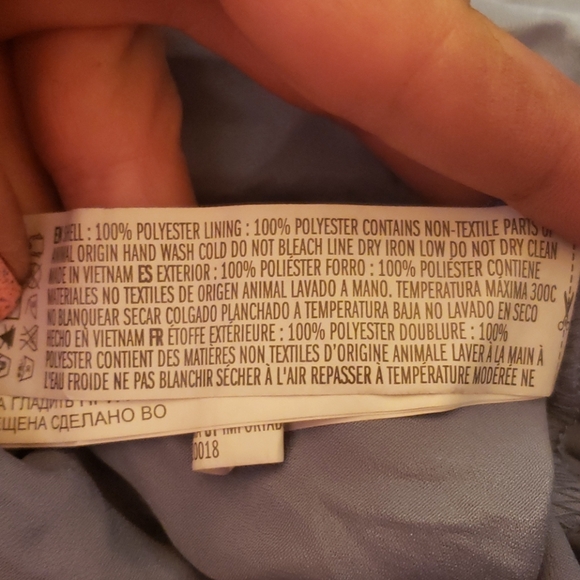 SHELL : 100% POLYESTER LINING : 100% POLYESTER CONTAINS NON-TEXTILE PARTS OF
ANIMAL ORIGIN HAND WASH COLD DO NOT BLEACH LINE DRY IRON LOW DO NOT DRY CLEAN
MADE IN VIETNAM ES EXTERIOR : 100% POLIÉSTER FORRO : 100% POLIÉSTER CONTIENE
MATERIALES NO TEXTILES DE ORIGEN ANIMAL LAVADO A MANO. TEMPERATURA MÁXIMA 300C
NO BLANQUEAR SECAR COLGADO PLANCHADO A TEMPERATURA BAJA NO LAVADO EN SECO
HECHO EN VIETNAM FR ÉTOFFE EXTÉRIEURE : 100% POLYESTER DOUBLURE : 100%
POLYESTER CONTIENT DES MATIÈRES NON TEXTILES D'ORIGINE ANIMALE LAVER À LA MAIN À
L'EAU FROIDE NE PAS BLANCHIR SÉCHER À L'AIR REPASSER À TEMPÉRATURE MODÉRÉE NE
ГЛАДИТЬ
ЕЩЕНА СДЕЛАНО ВО
0018